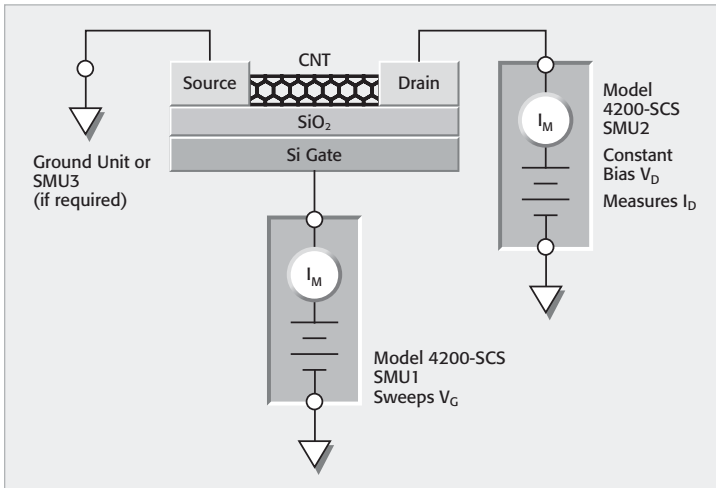 CNT
Source
Drain
SiO₂
Si Gate
Ground Unit or
SMU3
(if required)
I_M
Model
4200-SCS
SMU2
Constant
Bias V_D
Measures I_D
I_M
Model 4200-SCS
SMU1
Sweeps V_G